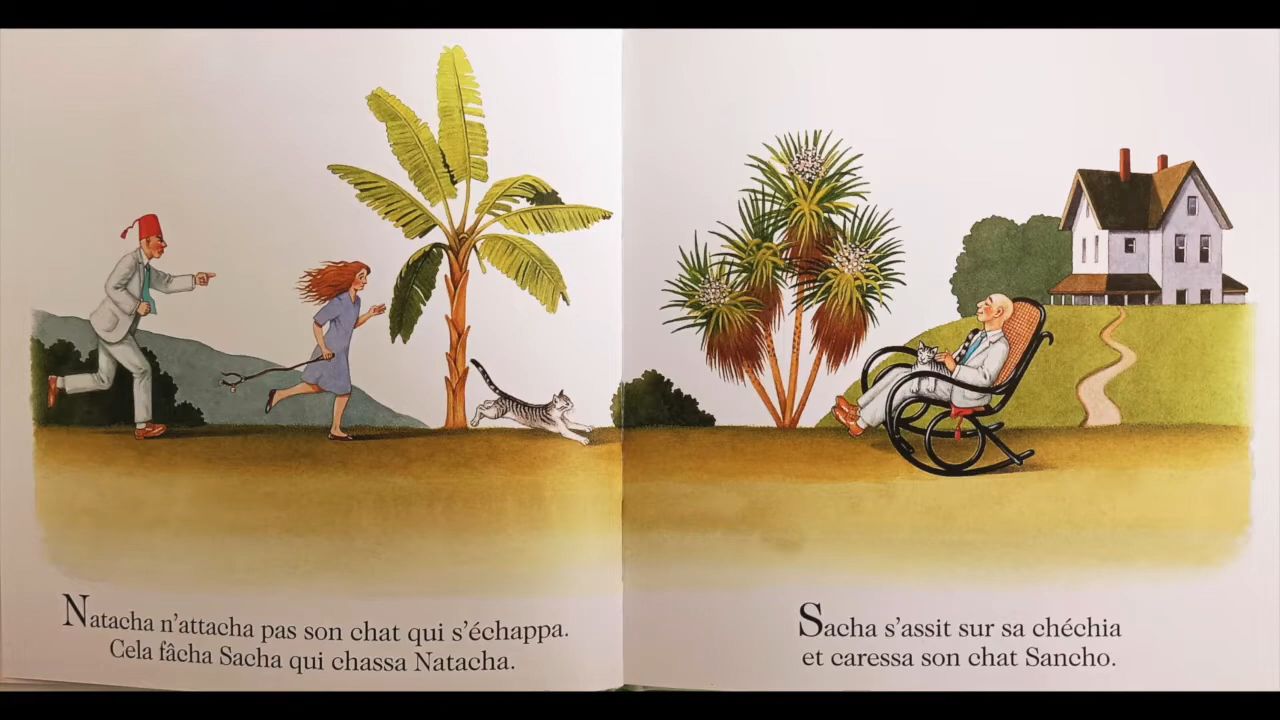 Natacha n'attacha pas son chat qui s'échappa.
Cela fâcha Sacha qui chassa Natacha.
Sacha s'assit sur sa chéchia
et caressa son chat Sancho.